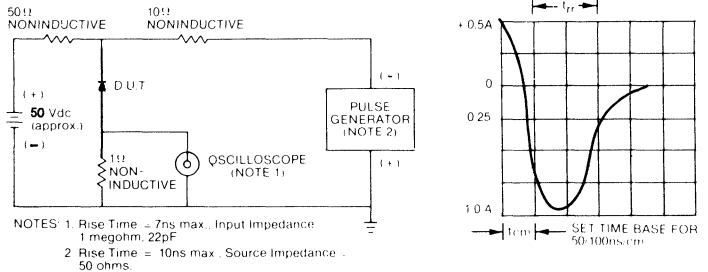 50Ω
NONINDUCTIVE
10Ω
NONINDUCTIVE
(+)
50 Vdc
(approx.)
(−)
D.U.T
1Ω
NON-
INDUCTIVE
OSCILLOSCOPE
(NOTE 1)
(−)
PULSE
GENERATOR
(NOTE 2)
(+)
NOTES: 1. Rise Time = 7ns max., Input Impedance
1 megohm, 22pF
2 Rise Time = 10ns max., Source Impedance
50 ohms.
trr
+0.5A
0
0.25
1.0A
1cm
SET TIME BASE FOR
50/100ns/cm